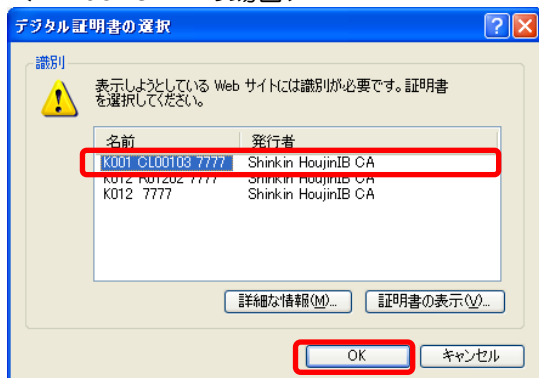 デジタル証明書の選択
識別
表示しようとしている Web サイトには識別が必要です。証明書
を選択してください。
名前 発行者
K001 CL00103 7777 Shinkin HoujinIB CA
K012 R01202 7777 Shinkin HoujinIB CA
K012 7777 Shinkin HoujinIB CA
詳細な情報(M)... 証明書の表示(V)...
OK キャンセル